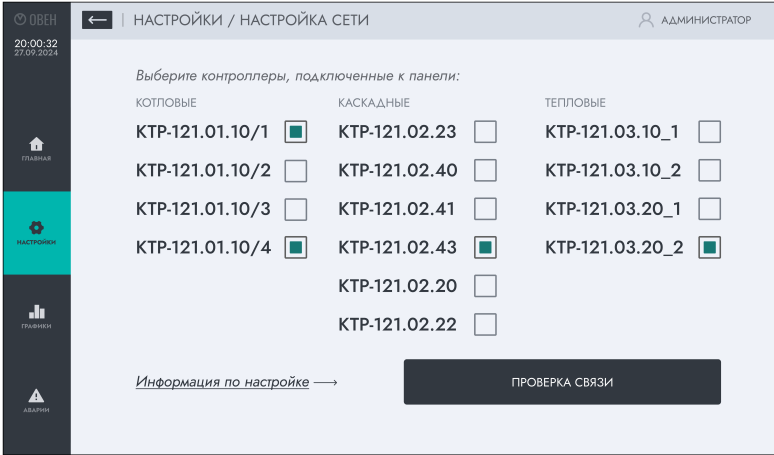 ОВЕН
20:00:32
27.09.2024
ГЛАВНАЯ
НАСТРОЙКИ
ГРАФИКИ
АВАРИИ
НАСТРОЙКИ / НАСТРОЙКА СЕТИ
АДМИНИСТРАТОР
Выберите контроллеры, подключенные к панели:
КОТЛОВЫЕ КАСКАДНЫЕ ТЕПЛОВЫЕ
КТР-121.01.10/1 КТР-121.02.23 КТР-121.03.10_1
КТР-121.01.10/2 КТР-121.02.40 КТР-121.03.10_2
КТР-121.01.10/3 КТР-121.02.41 КТР-121.03.20_1
КТР-121.01.10/4 КТР-121.02.43 КТР-121.03.20_2
КТР-121.02.20
КТР-121.02.22
Информация по настройке
ПРОВЕРКА СВЯЗИ